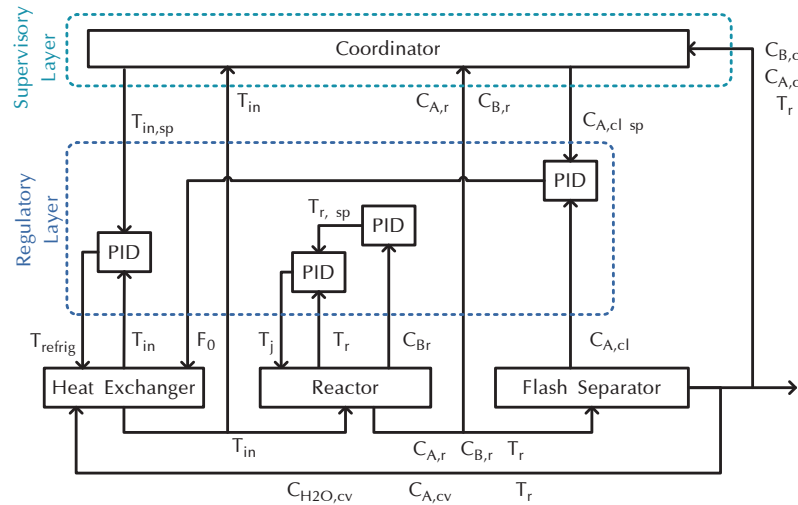 Supervisory
Layer
Coordinator
C_B,c
C_A,c
T_r
T_in
C_A,r C_B,r
T_in,sp
C_A,cl sp
Regulatory
Layer
PID
T_r, sp
PID
PID
PID
T_refrig T_in F_0 T_j T_r C_Br C_A,cl
Heat Exchanger
Reactor
Flash Separator
T_in C_A,r C_B,r T_r
C_H2O,cv C_A,cv T_r